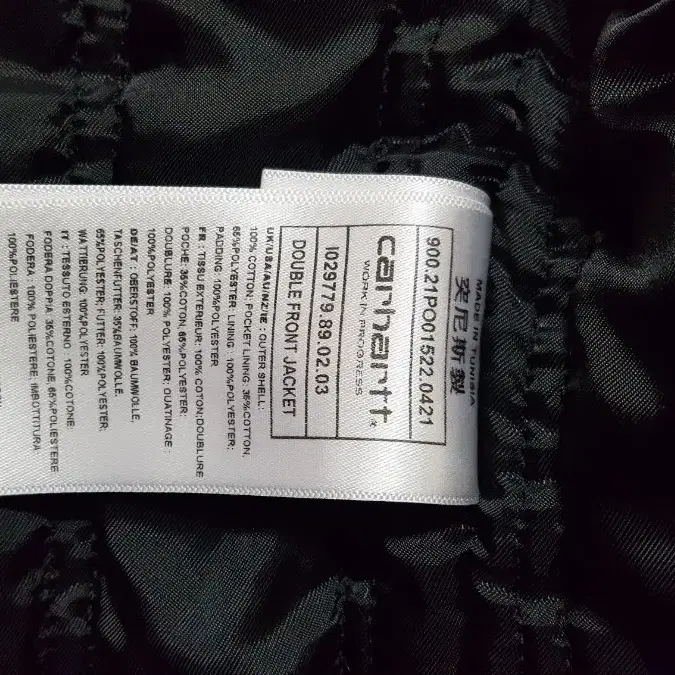 MADE IN TUNISIA
突尼斯製
900.21PO01522.0421
carhartt®
WORK IN PROGRESS
I029779.89.02.03
DOUBLE FRONT JACKET
UK/USA/AU/NZ/IE : OUTER SHELL:
100% COTTON; POCKET LINING: 35%COTTON,
65%POLYESTER; LINING: 100%POLYESTER;
PADDING: 100%POLYESTER
FR : TISSU EXTERIEUR: 100% COTON;DOUBLURE
POCHE: 35%COTON, 65%POLYESTER;
DOUBLURE: 100% POLYESTER; OUATINAGE :
100%POLYESTER
DE/AT : OBERSTOFF: 100% BAUMWOLLE,
TASCHENFUTTER: 35%BAUMWOLLE,
65%POLYESTER; FUTTER: 100%POLYESTER;
WATTIERUNG: 100%POLYESTER
IT : TESSUTO ESTERNO : 100%COTONE;
FODERA DOPPIA: 35%COTONE, 65%POLIESTERE
FODERA: 100% POLIESTERE; IMBOTTITURA
100%POLIESTERE